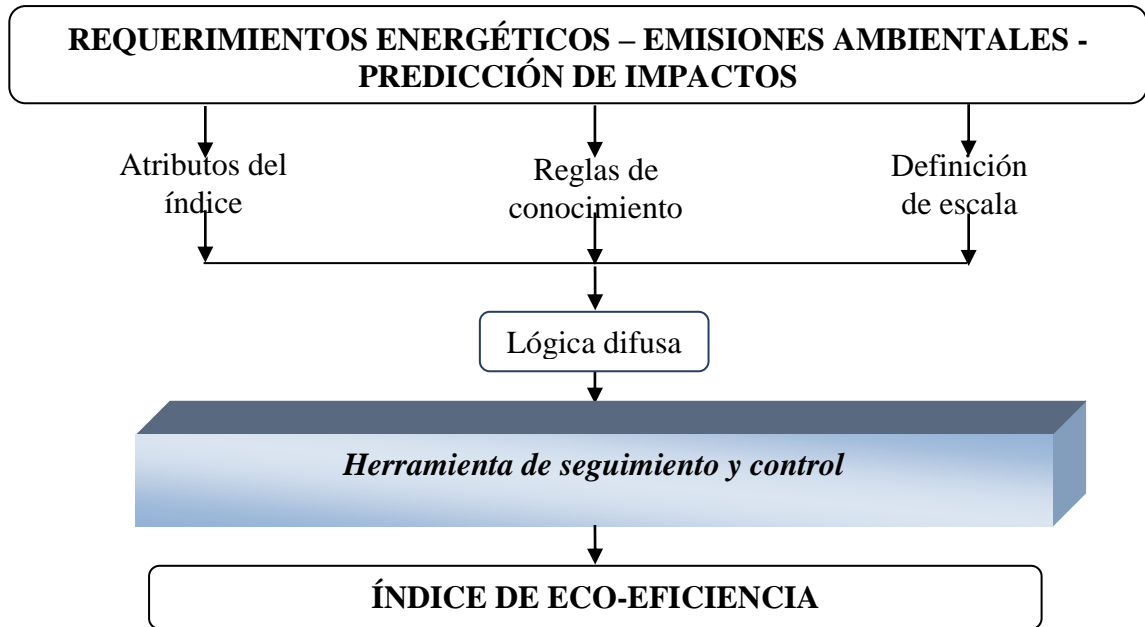 REQUERIMIENTOS ENERGÉTICOS – EMISIONES AMBIENTALES -
PREDICCIÓN DE IMPACTOS
Atributos del
índice
Reglas de
conocimiento
Definición
de escala
Lógica difusa
Herramienta de seguimiento y control
ÍNDICE DE ECO-EFICIENCIA